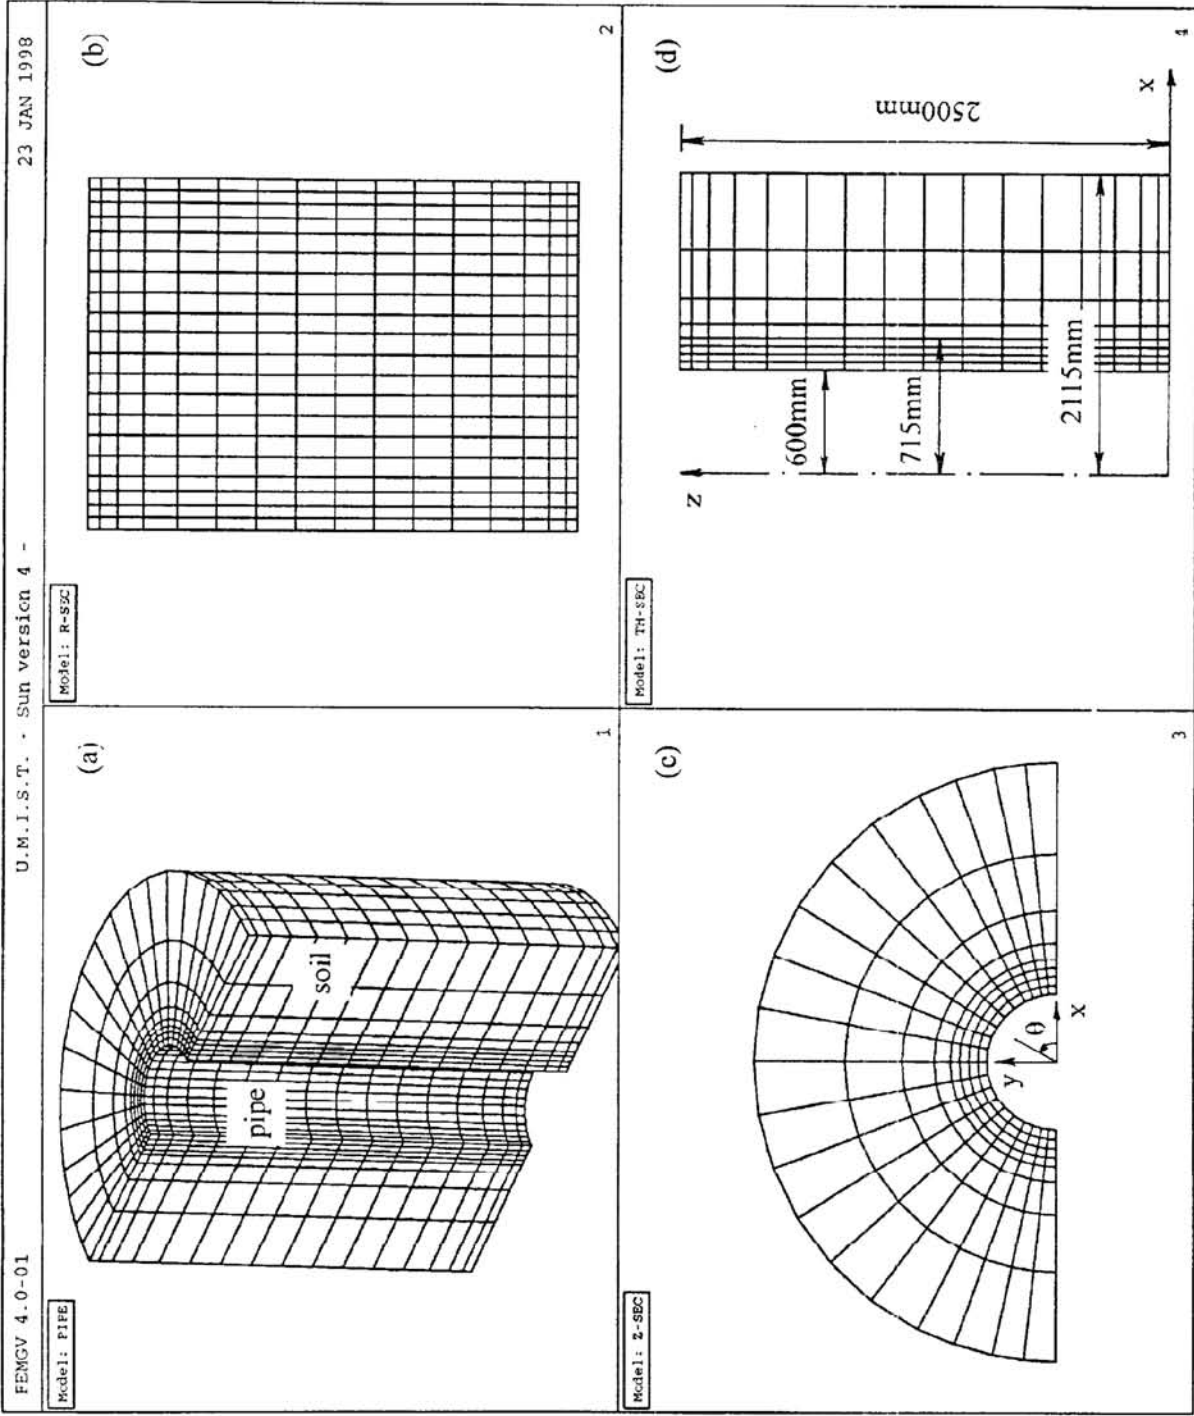 FEMGV 4.0-01 U.M.I.S.T. - Sun version 4 - 23 JAN 1998
Model: PIPE
(a)
pipe
soil
1
Model: R-SEC
(b)
2
Model: Z-SEC
(c)
y
θ
x
3
Model: TH-SEC
(d)
z
600mm
715mm
2115mm
2500mm
x
4